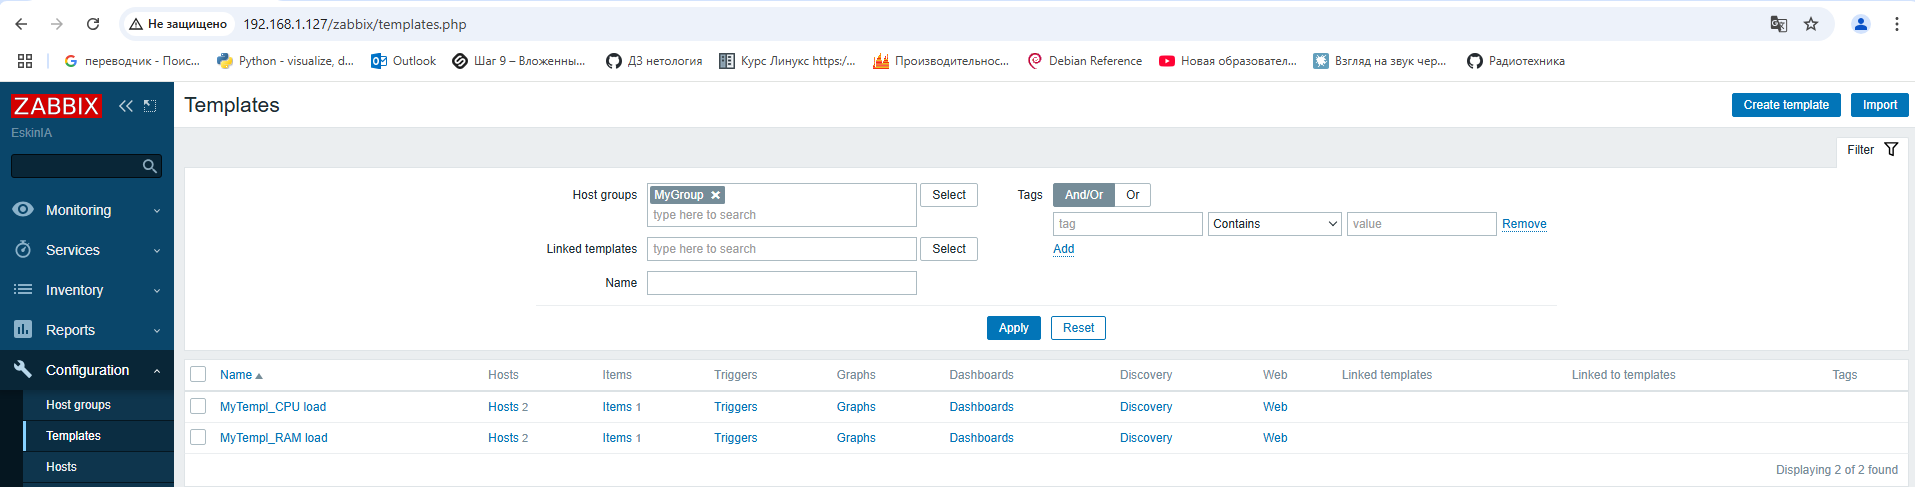 Не защищено 192.168.1.127/zabbix/templates.php
переводчик - Поис... Python - visualize, d... Outlook Шаг 9 – Вложенны... ДЗ нетология Курс Линукс https:/... Производительнос... Debian Reference Новая образовател... Взгляд на звук чер... Радиотехника
ZABBIX
EskinIA
Monitoring
Services
Inventory
Reports
Configuration
Host groups
Templates
Hosts
Templates Create template Import
Filter
Host groups MyGroup Select Tags And/Or Or
type here to search
tag Contains value Remove
Linked templates type here to search Select Add
Name
Apply Reset
Name Hosts Items Triggers Graphs Dashboards Discovery Web Linked templates Linked to templates Tags
MyTempl_CPU load Hosts 2 Items 1 Triggers Graphs Dashboards Discovery Web
MyTempl_RAM load Hosts 2 Items 1 Triggers Graphs Dashboards Discovery Web
Displaying 2 of 2 found